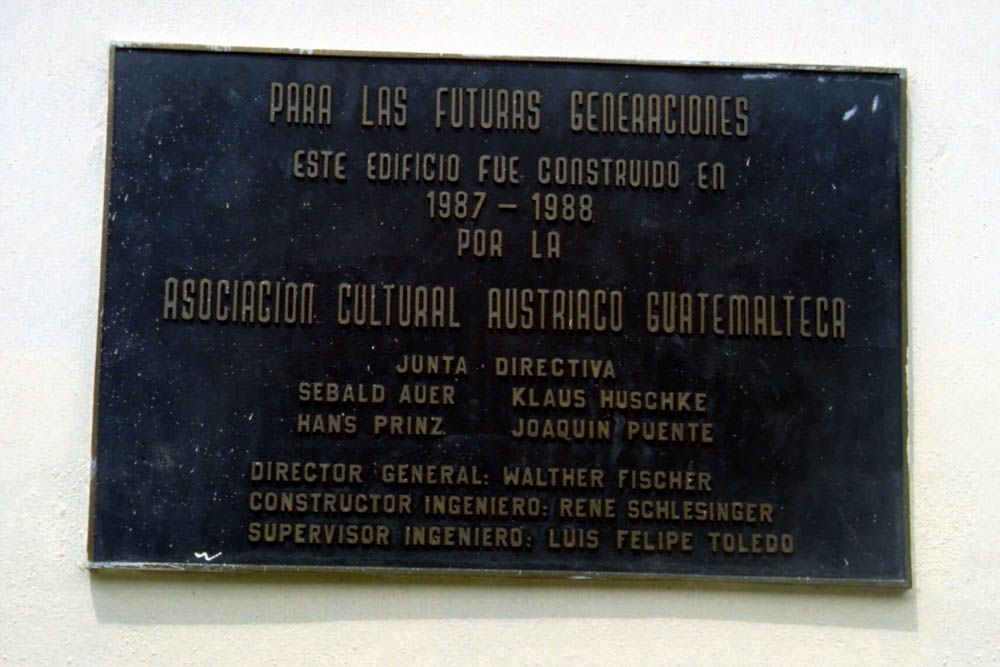 PARA LAS FUTURAS GENERACIONES
ESTE EDIFICIO FUE CONSTRUIDO EN
1987 – 1988
POR LA
ASOCIACION CULTURAL AUSTRIACO GUATEMALTECA
JUNTA DIRECTIVA
SEBALD AUER KLAUS HUSCHKE
HANS PRINZ JOAQUIN PUENTE
DIRECTOR GENERAL: WALTHER FISCHER
CONSTRUCTOR INGENIERO: RENE SCHLESINGER
SUPERVISOR INGENIERO: LUIS FELIPE TOLEDO